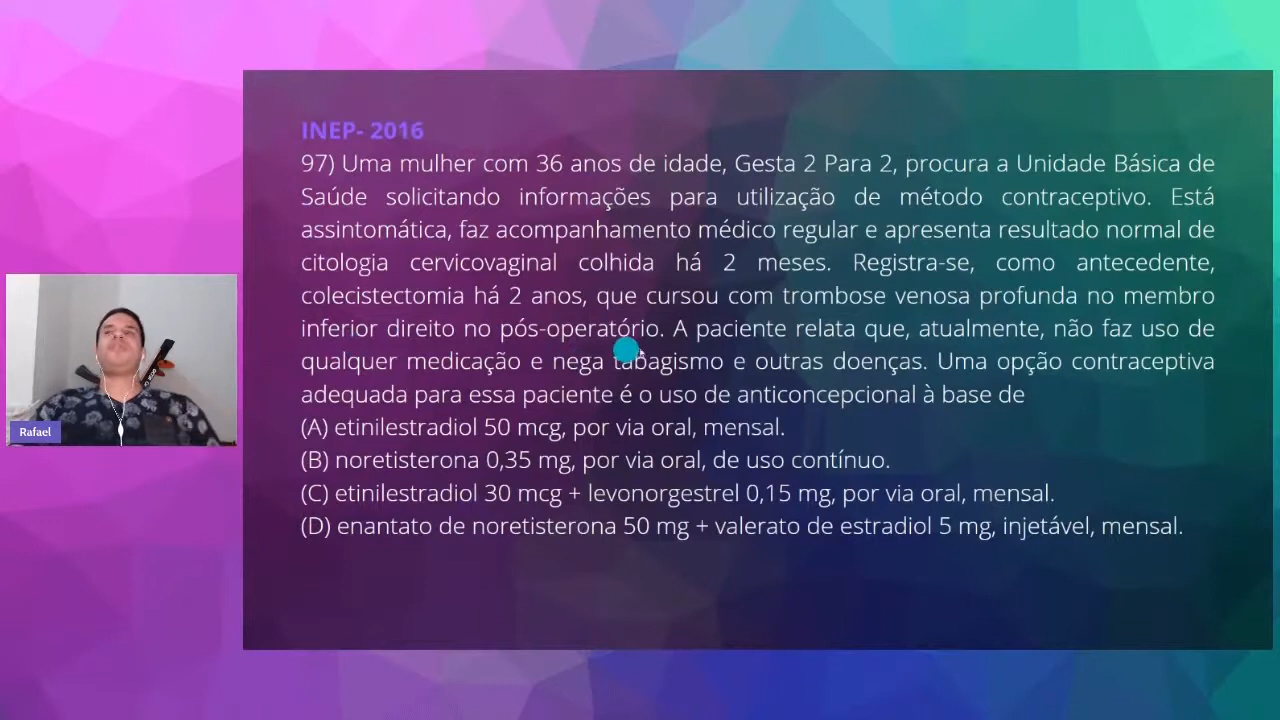 INEP- 2016
97) Uma mulher com 36 anos de idade, Gesta 2 Para 2, procura a Unidade Básica de
Saúde solicitando informações para utilização de método contraceptivo. Está
assintomática, faz acompanhamento médico regular e apresenta resultado normal de
citologia cervicovaginal colhida há 2 meses. Registra-se, como antecedente,
colecistectomia há 2 anos, que cursou com trombose venosa profunda no membro
inferior direito no pós-operatório. A paciente relata que, atualmente, não faz uso de
qualquer medicação e nega tabagismo e outras doenças. Uma opção contraceptiva
adequada para essa paciente é o uso de anticoncepcional à base de
(A) etinilestradiol 50 mcg, por via oral, mensal.
(B) noretisterona 0,35 mg, por via oral, de uso contínuo.
(C) etinilestradiol 30 mcg + levonorgestrel 0,15 mg, por via oral, mensal.
(D) enantato de noretisterona 50 mg + valerato de estradiol 5 mg, injetável, mensal.
Rafael